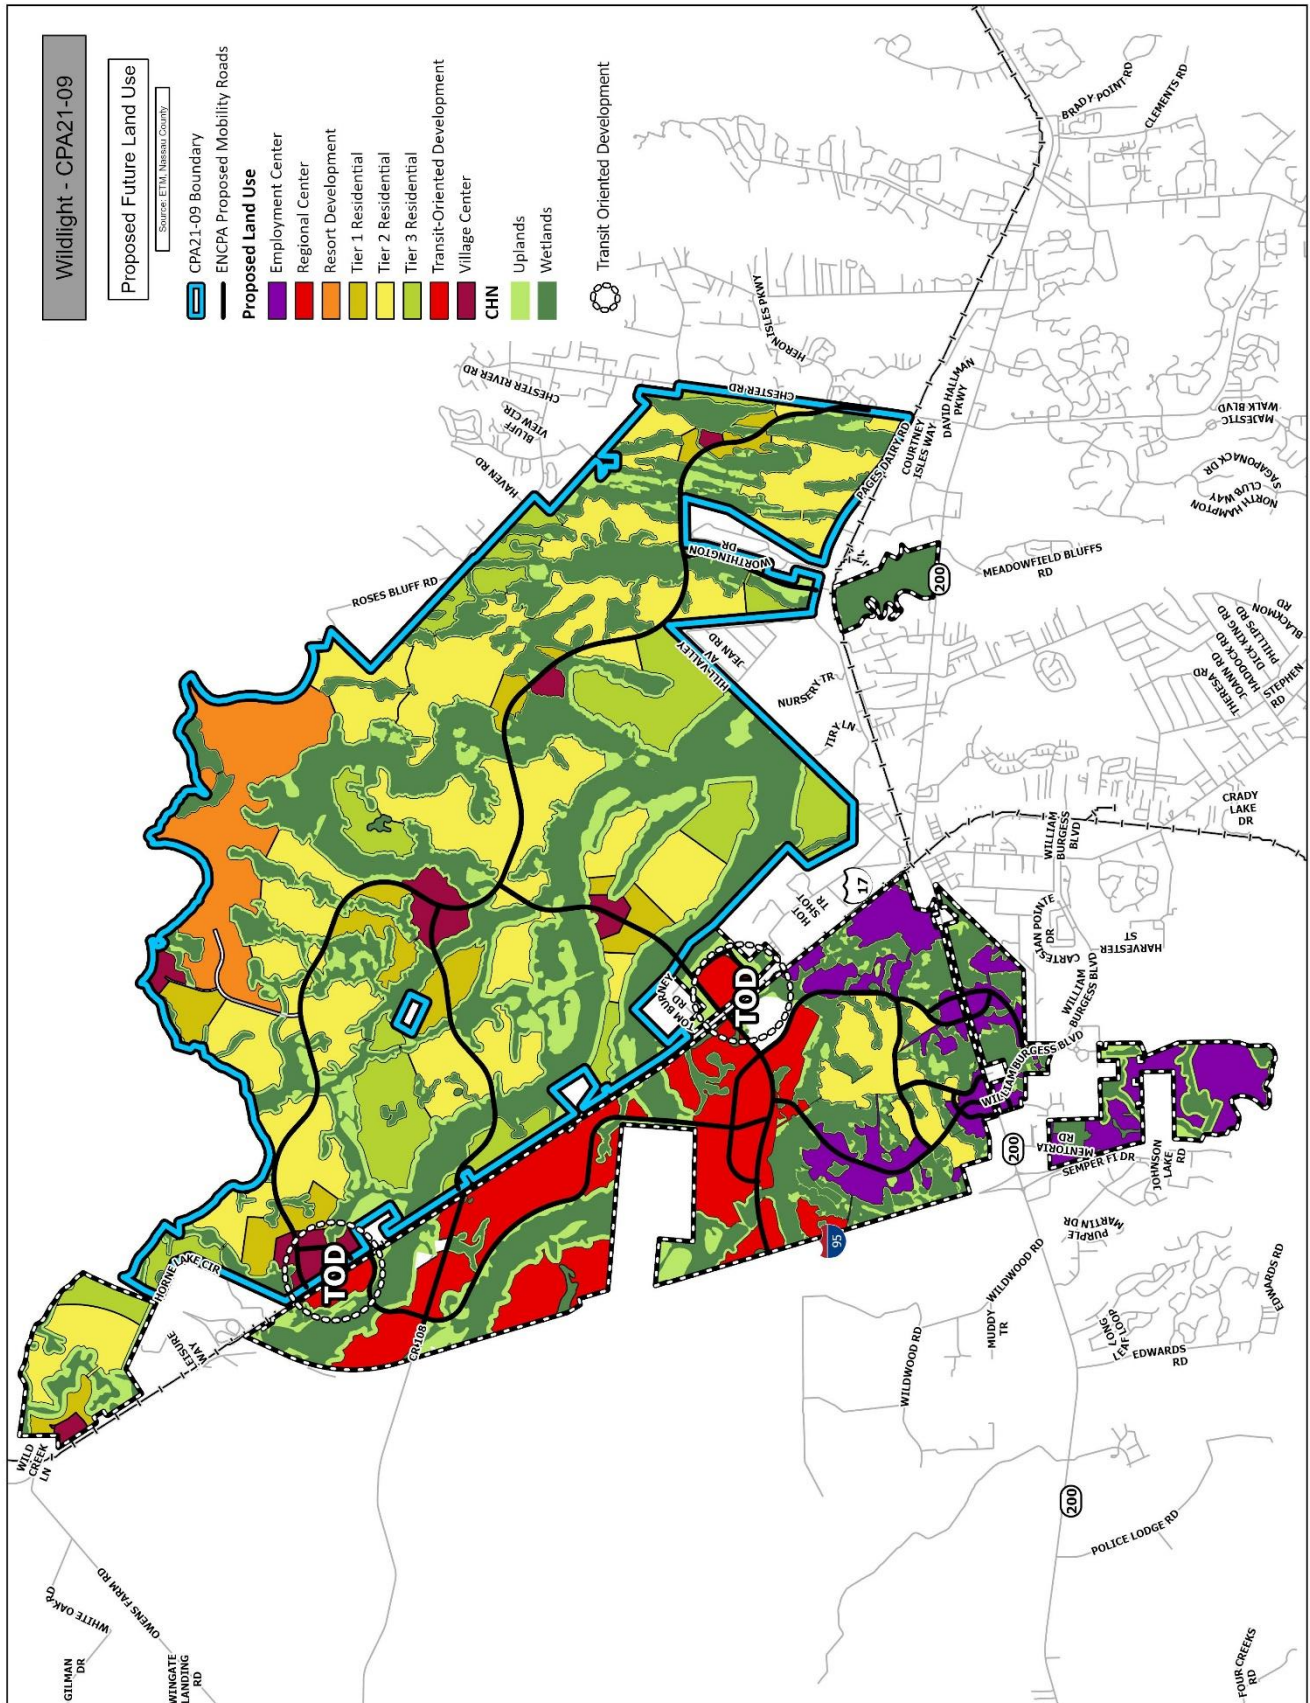 Wildlight - CPA21-09
Proposed Future Land Use
Source: ETM, Nassau County
CPA21-09 Boundary
ENCPA Proposed Mobility Roads
Proposed Land Use
Employment Center
Regional Center
Resort Development
Tier 1 Residential
Tier 2 Residential
Tier 3 Residential
Transit-Oriented Development
Village Center
CHN
Uplands
Wetlands
Transit Oriented Development
GILMAN
DR
WHITE OAK RD
OWENS FARM RD
WINGATE
LANDING
RD
WILD
CREEK
LN
LEISURE
WAY
HORNE LAKE CIR
TOD
CR 108
ROSES BLUFF RD
HAVEN RD
BLUFF
VIEW CIR
CHESTER RIVER RD
CHESTER RD
HERON ISLES PKWY
BRADY POINT RD
CLEMENTS RD
WORTHINGTON
DR
PAGES DAIRY RD
COURTNEY
ISLES WAY
DAVID HALLMAN
PKWY
MAJESTIC
WALK BLVD
SAGAPONACK DR
NORTH HAMPTON
CLUB WAY
MEADOWFIELD BLUFFS
RD
200
JEAN RD
AV
HILL VALLEY
NURSERY TR
TIRY LN
BLACKMON
RD
PHILLIPS RD
DICK KING RD
HADDOCK RD
JOANN RD
THERESA RD
STEPHEN
RD
CRADY
LAKE
DR
WILLIAM
BURGESS
BLVD
HOT
SHOT
TR
17
TOM BURNEY
RD
TOD
CARTESIAN POINTE
DR
HARVESTER
ST
WILLIAM
BURGESS BLVD
WILLIAM BURGESS BLVD
200
MENTORIA
RD
SEMPER FI DR
JOHNSON
LAKE
RD
PURPLE
MARTIN DR
95
WILDWOOD RD
WILDWOOD RD
MUDDY
TR
LONG
LEAF LOOP
EDWARDS
RD
EDWARDS RD
200
POLICE LODGE RD
FOUR CREEKS
RD